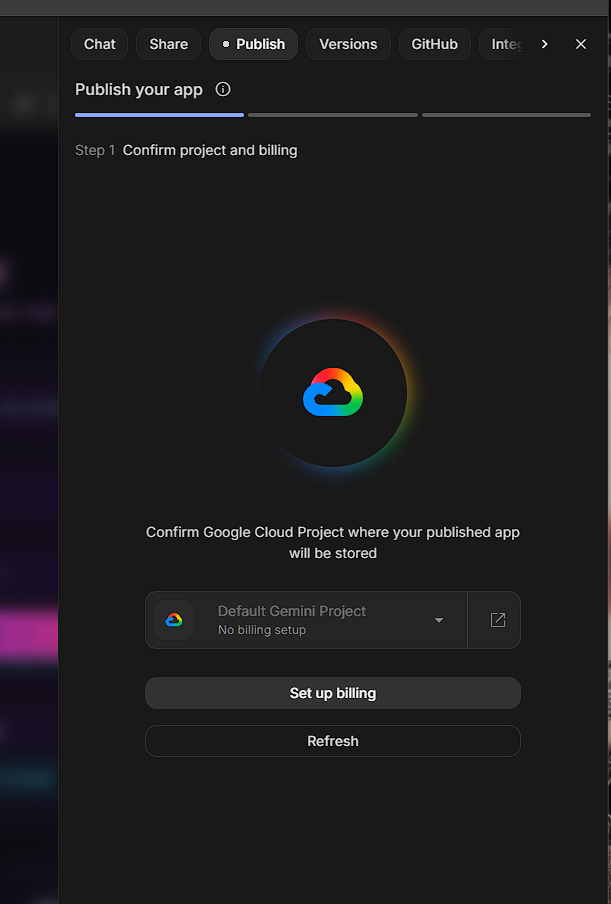 Chat
Share
Publish
Versions
GitHub
Publish your app
Step 1 Confirm project and billing
Confirm Google Cloud Project where your published app
will be stored
Default Gemini Project
No billing setup
Set up billing
Refresh